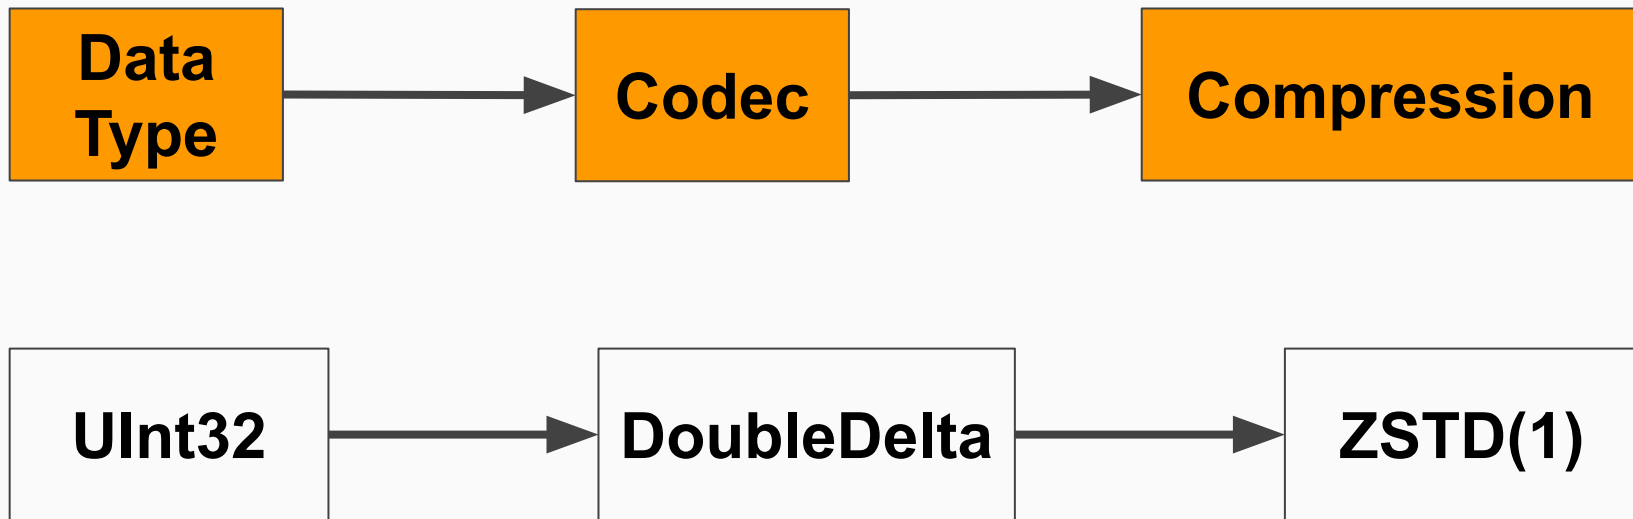 Data
Type
Codec
Compression
UInt32
DoubleDelta
ZSTD(1)